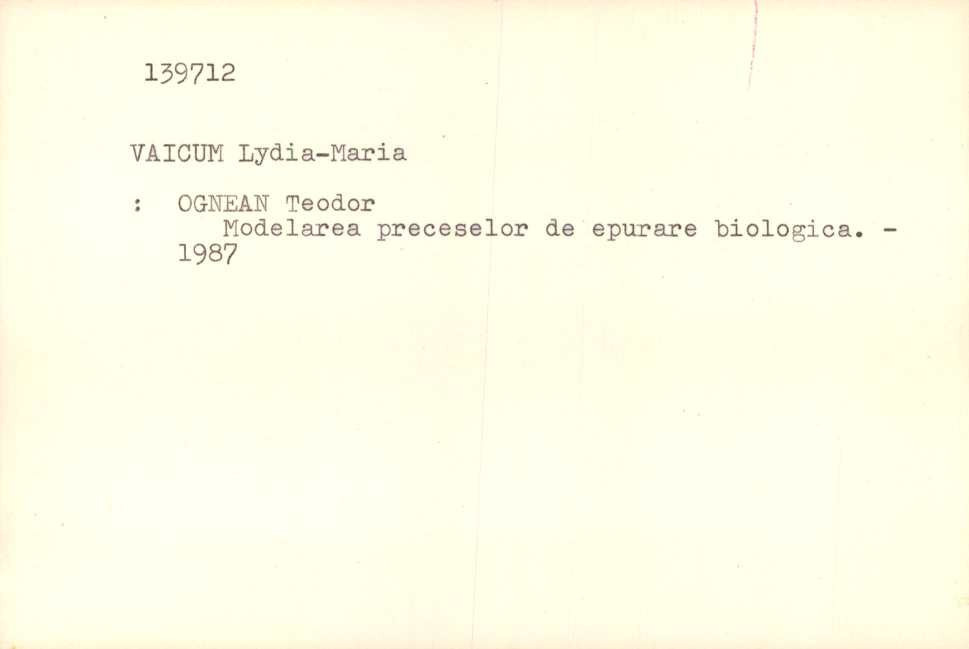 139712
VAICUM Lydia-Maria
: OGNEAN Teodor
Modelarea preceselor de epurare biologica. -
1987